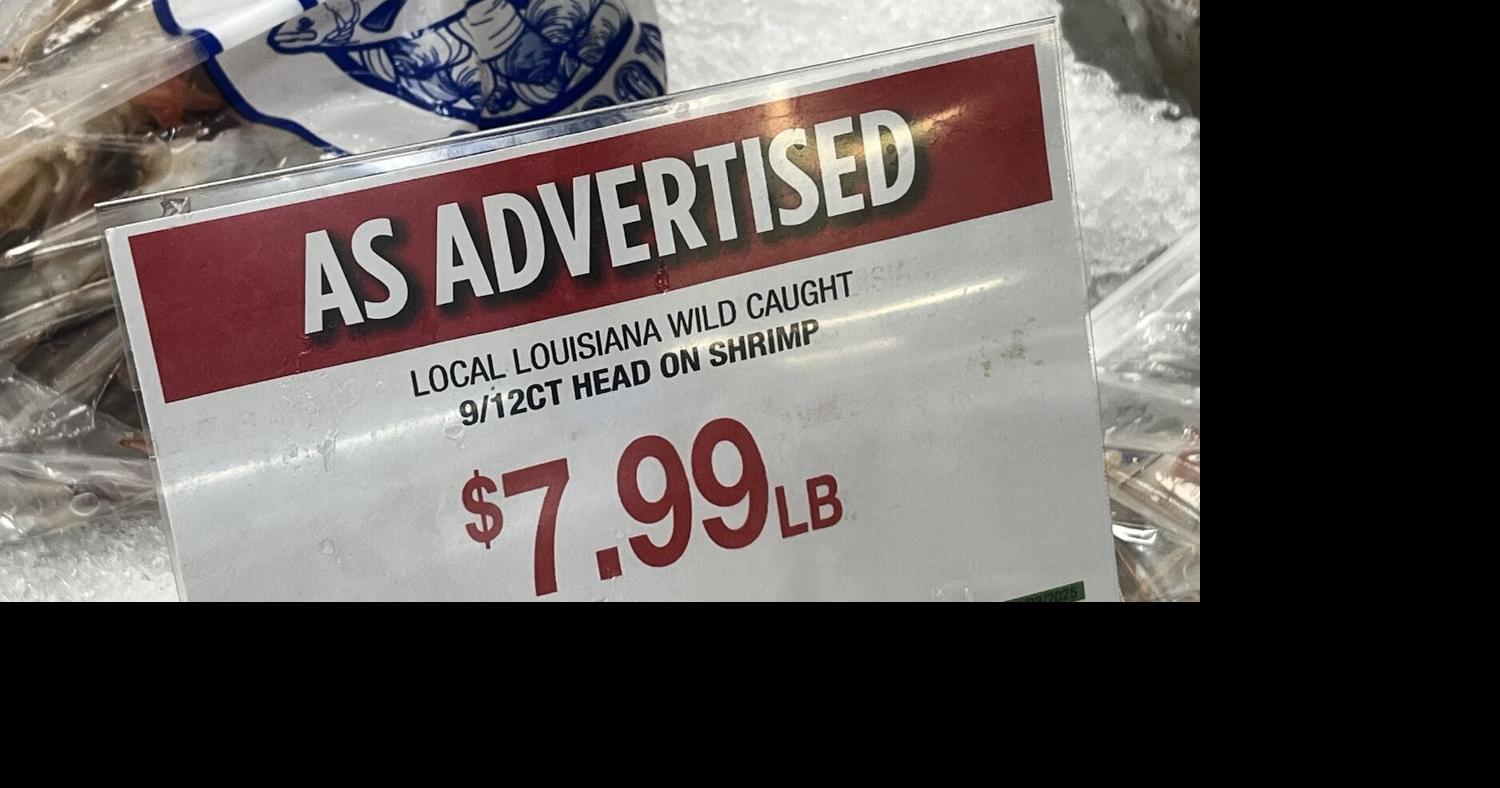 AS ADVERTISED
LOCAL LOUISIANA WILD CAUGHT
9/12CT HEAD ON SHRIMP
$7.99LB